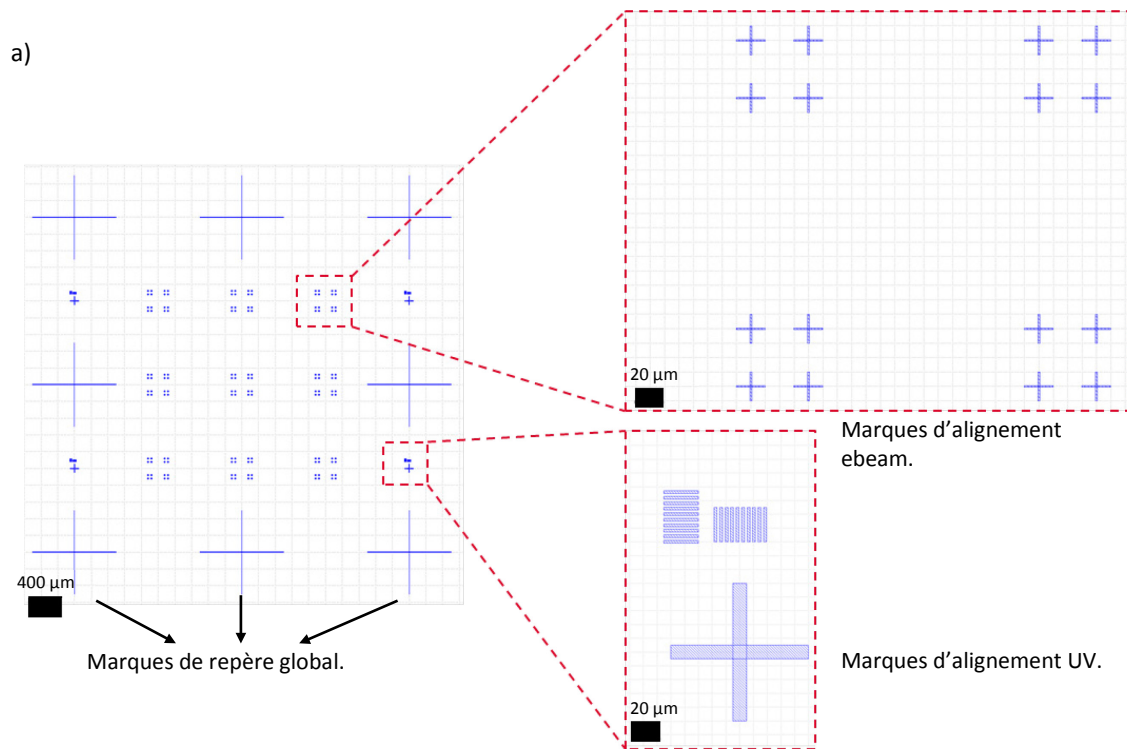 a)
20 µm
Marques d'alignement
ebeam.
400 µm
Marques de repère global.
20 µm
Marques d'alignement UV.